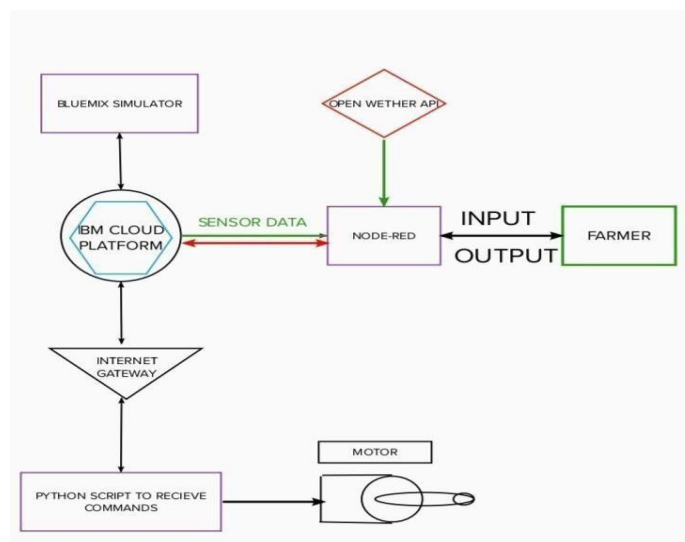 BLUEMIX SIMULATOR
OPEN WETHER API
IBM CLOUD
PLATFORM
SENSOR DATA
NODE-RED
INPUT
OUTPUT
FARMER
INTERNET
GATEWAY
MOTOR
PYTHON SCRIPT TO RECIEVE
COMMANDS